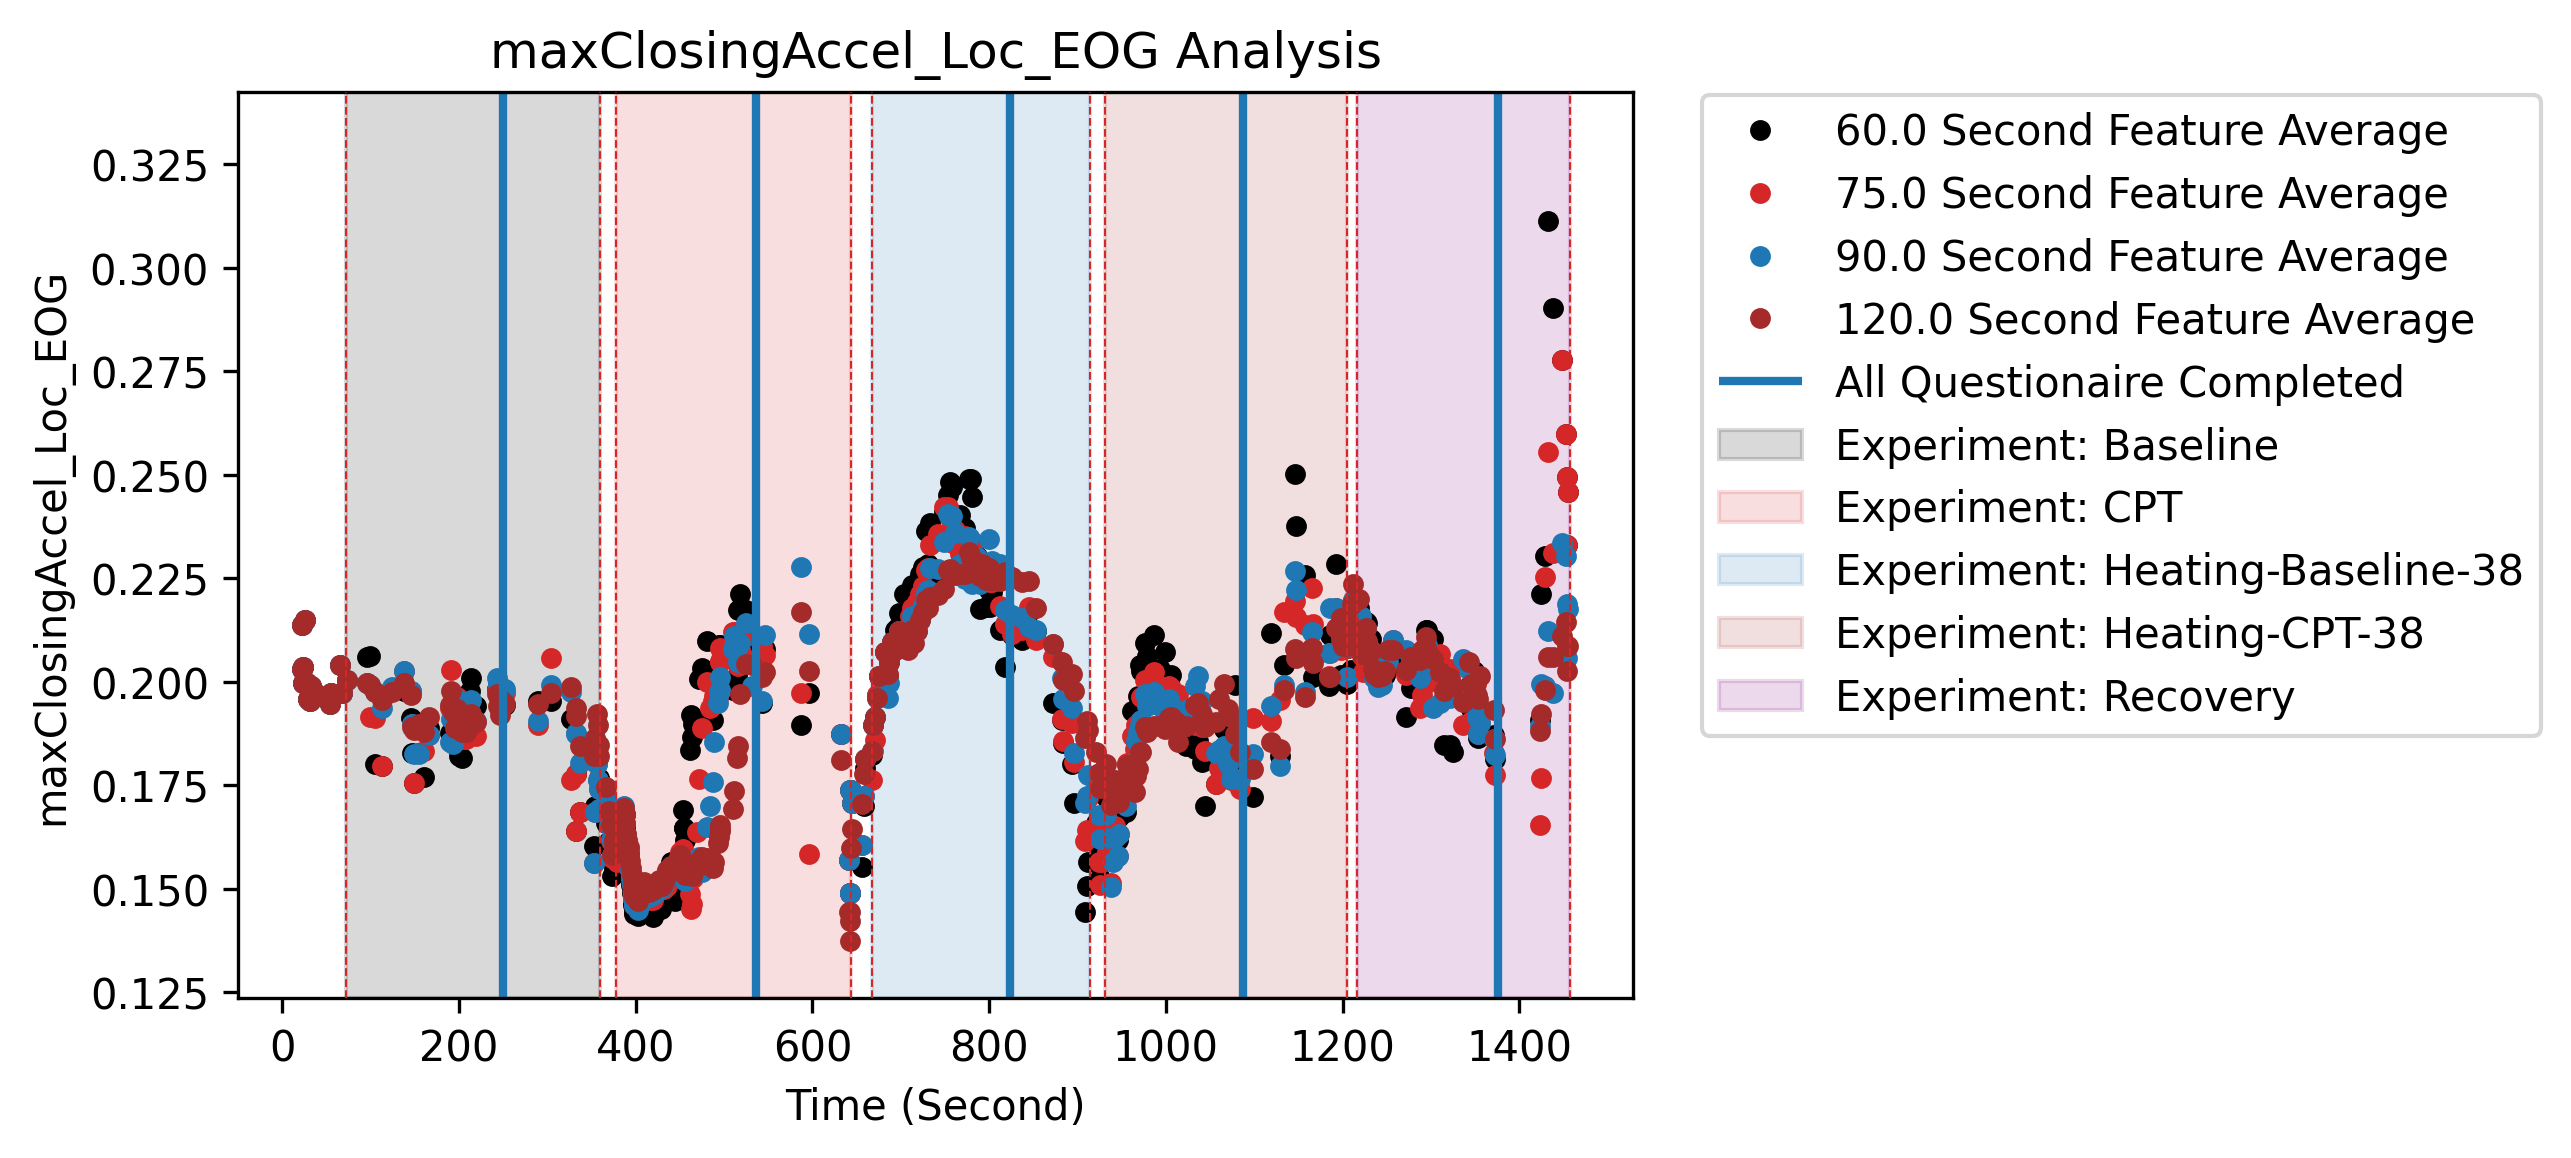 maxClosingAccel_Loc_EOG Analysis
maxClosingAccel_Loc_EOG
0.325
0.300
0.275
0.250
0.225
0.200
0.175
0.150
0.125
0 200 400 600 800 1000 1200 1400
Time (Second)
60.0 Second Feature Average
75.0 Second Feature Average
90.0 Second Feature Average
120.0 Second Feature Average
All Questionaire Completed
Experiment: Baseline
Experiment: CPT
Experiment: Heating-Baseline-38
Experiment: Heating-CPT-38
Experiment: Recovery